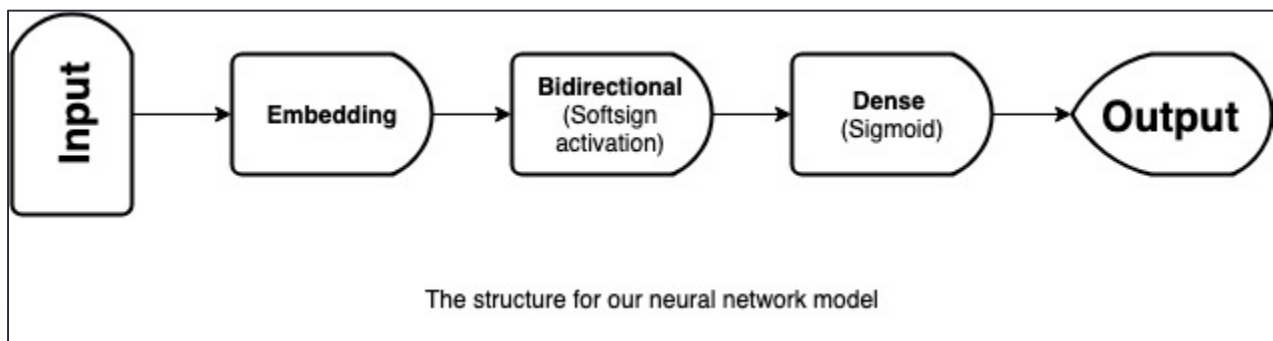 Input
Embedding
Bidirectional
(Softsign
activation)
Dense
(Sigmoid)
Output
The structure for our neural network model